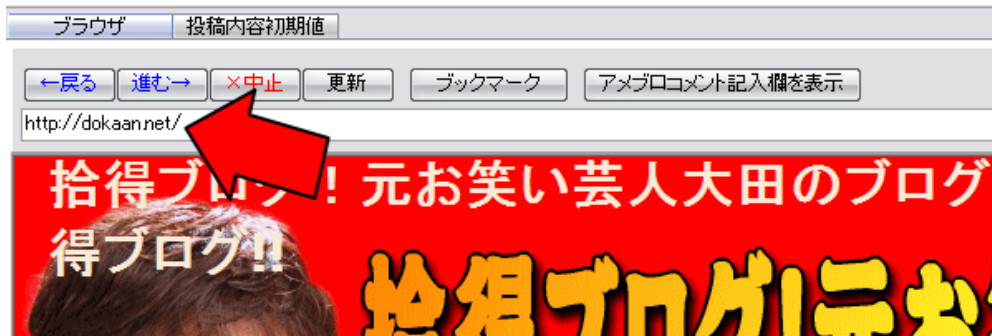 ブラウザ 投稿内容初期値
←戻る 進む→ ×中止 更新 ブックマーク アメブロコメント記入欄を表示
http://dokaan.net/
拾得ブログ!元お笑い芸人大田のブログ
得ブログ!!
拾得ブログ!元お